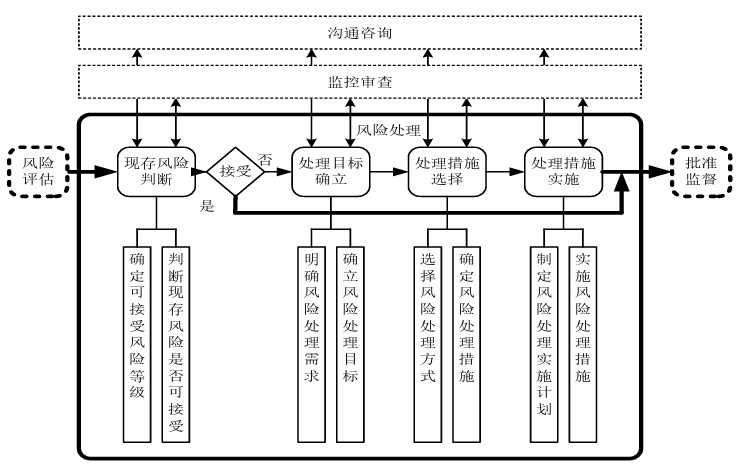 沟通咨询
监控审查
风险处理
风险
评估
现存风险
判断
接受
否
是
处理目标
确立
处理措施
选择
处理措施
实施
批准
监督
确定可接受风险等级
判断现存风险是否可接受
明确风险处理需求
确立风险处理目标
选择风险处理方式
确定风险处理措施
制定风险处理实施计划
实施风险处理措施